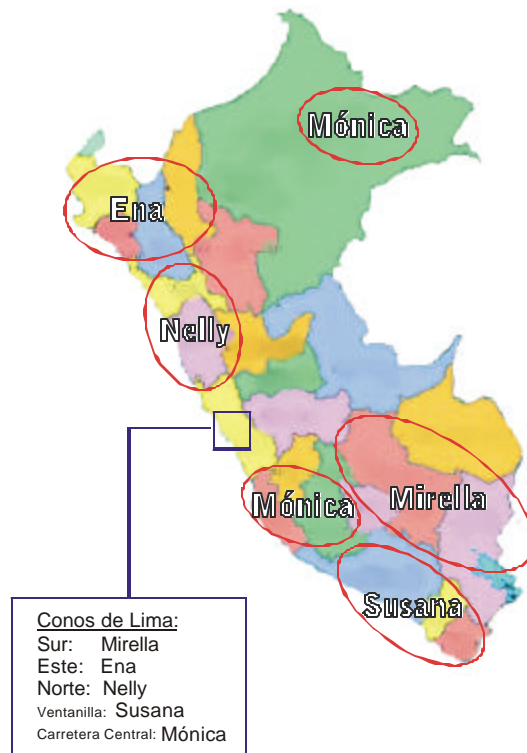 Mónica
Ena
Nelly
Mónica
Mirella
Susana
Conos de Lima:
Sur: Mirella
Este: Ena
Norte: Nelly
Ventanilla: Susana
Carretera Central: Mónica